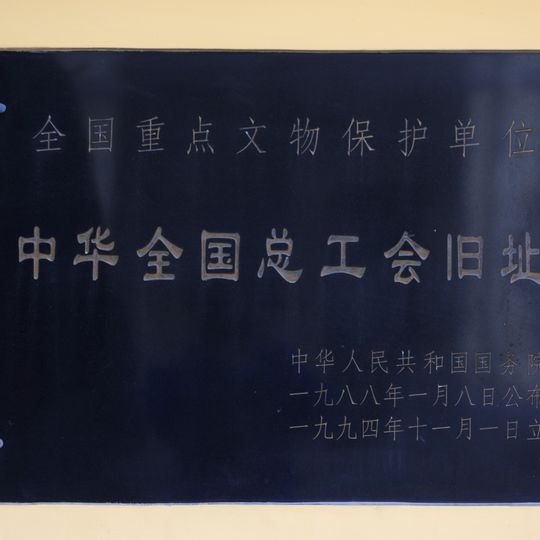 全国重点文物保护单位
中华全国总工会旧址
中华人民共和国国务院
一九八八年一月八日公布
一九九四年十一月一日立